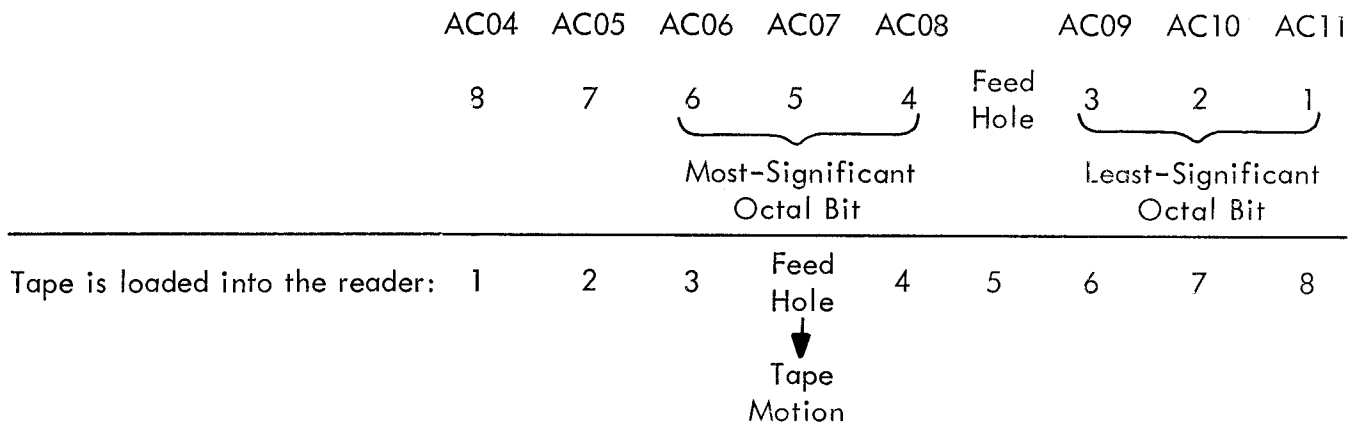 AC04 AC05 AC06 AC07 AC08 AC09 AC10 AC11
8 7 6 5 4 Feed Hole 3 2 1
Most-Significant Octal Bit Least-Significant Octal Bit
Tape is loaded into the reader: 1 2 3 Feed Hole 4 5 6 7 8
Tape
Motion